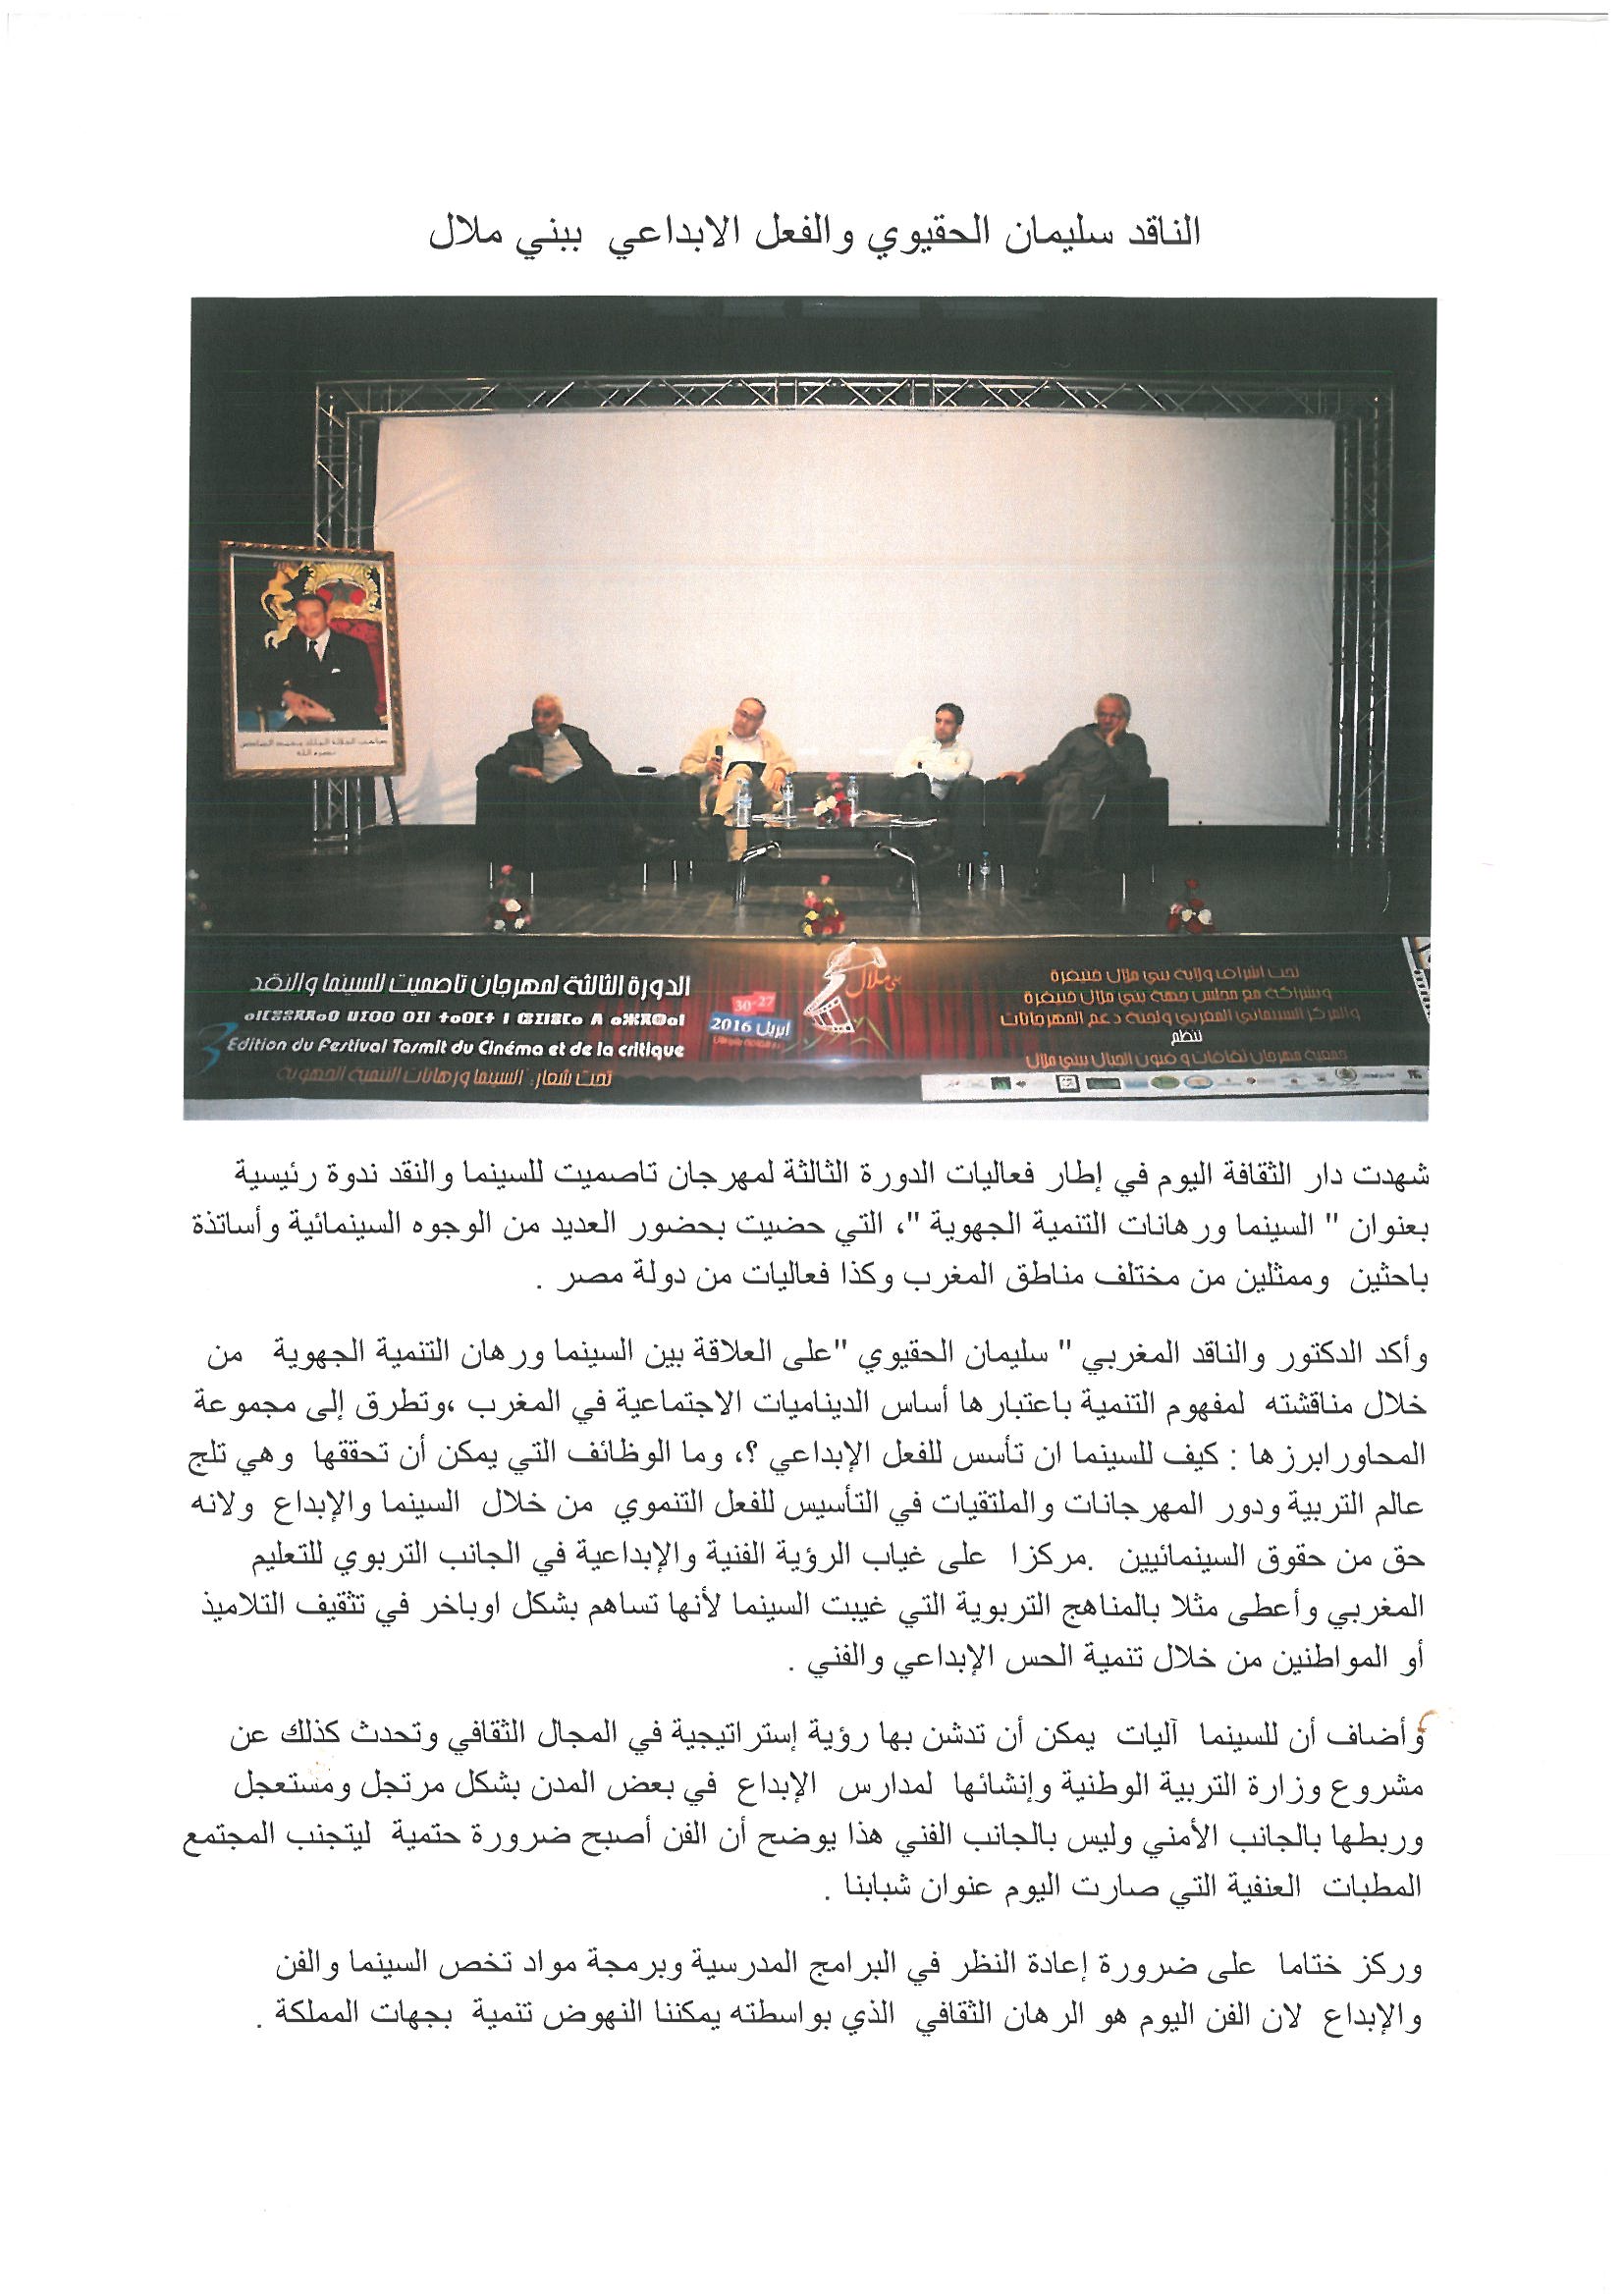 الناقد سليمان الحقيوي والفعل الابداعي ببني ملال
صاحب الجلالة الملك محمد السادس
نصره الله
الدورة الثالثة لمهرجان تاصميت للسينما والنقد
3 Edition du Festival Tasmit du Cinéma et de la critique
تحت شعار: السينما ورهانات التنمية الجهوية
30-27
ابريل 2016
بني ملال
تحت اشراف ولاية بني ملال خنيفرة
وبشراكة مع مجلس جهة بني ملال خنيفرة
والمركز السينمائي المغربي ولجنة دعم المهرجانات
تنظم
جمعية مهرجان ثقافات وفنون الجبال ببني ملال
شهدت دار الثقافة اليوم في إطار فعاليات الدورة الثالثة لمهرجان تاصميت للسينما والنقد ندوة رئيسية
بعنوان " السينما ورهانات التنمية الجهوية "، التي حضيت بحضور العديد من الوجوه السينمائية وأساتذة
باحثين وممثلين من مختلف مناطق المغرب وكذا فعاليات من دولة مصر .
وأكد الدكتور والناقد المغربي " سليمان الحقيوي "على العلاقة بين السينما ورهان التنمية الجهوية من
خلال مناقشته لمفهوم التنمية باعتبارها أساس الديناميات الاجتماعية في المغرب ،وتطرق إلى مجموعة
المحاورابرزها : كيف للسينما ان تأسس للفعل الإبداعي ؟، وما الوظائف التي يمكن أن تحققها وهي تلج
عالم التربية ودور المهرجانات والملتقيات في التأسيس للفعل التنموي من خلال السينما والإبداع ولانه
حق من حقوق السينمائيين .مركزا على غياب الرؤية الفنية والإبداعية في الجانب التربوي للتعليم
المغربي وأعطى مثلا بالمناهج التربوية التي غيبت السينما لأنها تساهم بشكل اوباخر في تثقيف التلاميذ
أو المواطنين من خلال تنمية الحس الإبداعي والفني .
وأضاف أن للسينما آليات يمكن أن تدشن بها رؤية إستراتيجية في المجال الثقافي وتحدث كذلك عن
مشروع وزارة التربية الوطنية وإنشائها لمدارس الإبداع في بعض المدن بشكل مرتجل ومستعجل
وربطها بالجانب الأمني وليس بالجانب الفني هذا يوضح أن الفن أصبح ضرورة حتمية ليتجنب المجتمع
المطبات العنفية التي صارت اليوم عنوان شبابنا .
وركز ختاما على ضرورة إعادة النظر في البرامج المدرسية وبرمجة مواد تخص السينما والفن
والإبداع لان الفن اليوم هو الرهان الثقافي الذي بواسطته يمكننا النهوض تنمية بجهات المملكة .